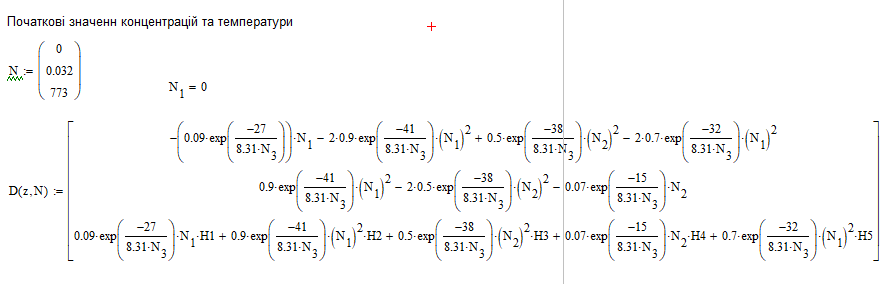 Початкові значенн концентрацій та температури
N := (0 0.032 773)
N₁ = 0
D(z,N) :=
-(0.09·exp(-27/(8.31·N₃)))·N₁ - 2·0.9·exp(-41/(8.31·N₃))·(N₁)² + 0.5·exp(-38/(8.31·N₃))·(N₂)² - 2·0.7·exp(-32/(8.31·N₃))·(N₁)²
0.9·exp(-41/(8.31·N₃))·(N₁)² - 2·0.5·exp(-38/(8.31·N₃))·(N₂)² - 0.07·exp(-15/(8.31·N₃))·N₂
0.09·exp(-27/(8.31·N₃))·N₁·H1 + 0.9·exp(-41/(8.31·N₃))·(N₁)²·H2 + 0.5·exp(-38/(8.31·N₃))·(N₂)²·H3 + 0.07·exp(-15/(8.31·N₃))·N₂·H4 + 0.7·exp(-32/(8.31·N₃))·(N₁)²·H5